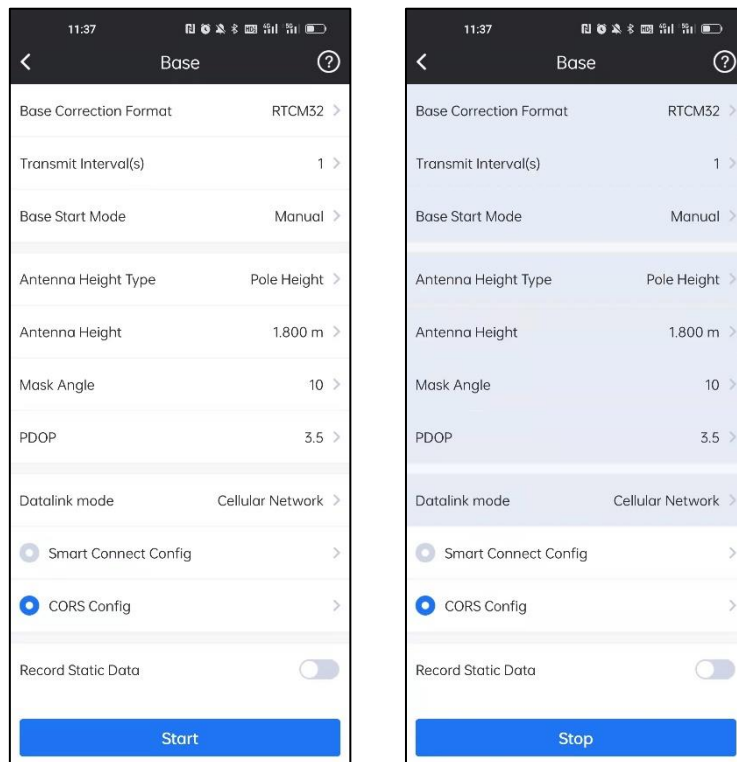 11:37
Base
Base Correction Format RTCM32
Transmit Interval(s) 1
Base Start Mode Manual
Antenna Height Type Pole Height
Antenna Height 1.800 m
Mask Angle 10
PDOP 3.5
Datalink mode Cellular Network
Smart Connect Config
CORS Config
Record Static Data
Start
11:37
Base
Base Correction Format RTCM32
Transmit Interval(s) 1
Base Start Mode Manual
Antenna Height Type Pole Height
Antenna Height 1.800 m
Mask Angle 10
PDOP 3.5
Datalink mode Cellular Network
Smart Connect Config
CORS Config
Record Static Data
Stop